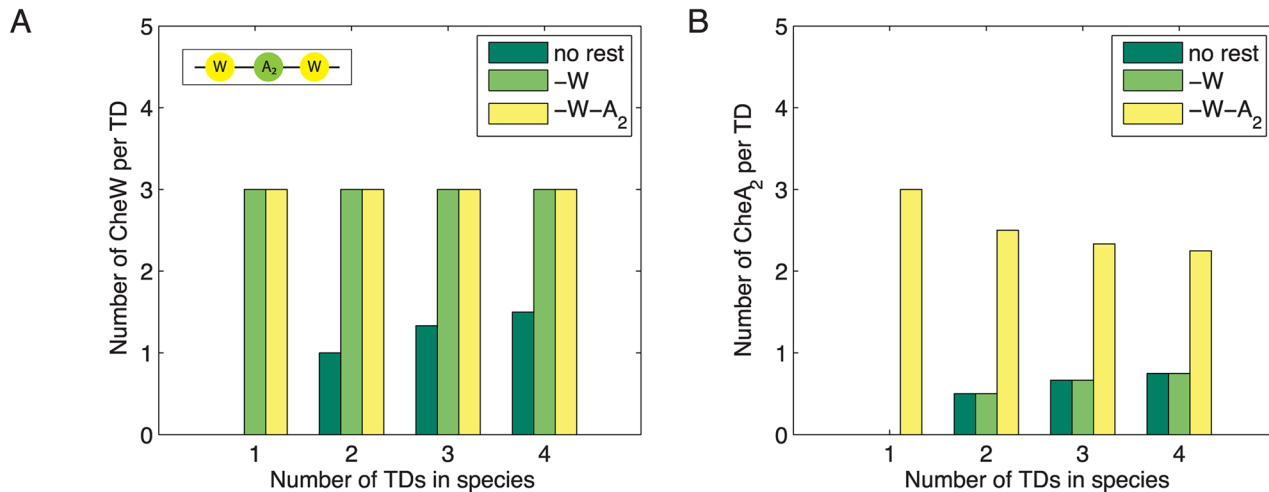 A
5
4
3
2
1
0
Number of CheW per TD
W A₂ W
no rest
–W
–W–A₂
1 2 3 4
Number of TDs in species
B
5
4
3
2
1
0
Number of CheA₂ per TD
no rest
–W
–W–A₂
1 2 3 4
Number of TDs in species